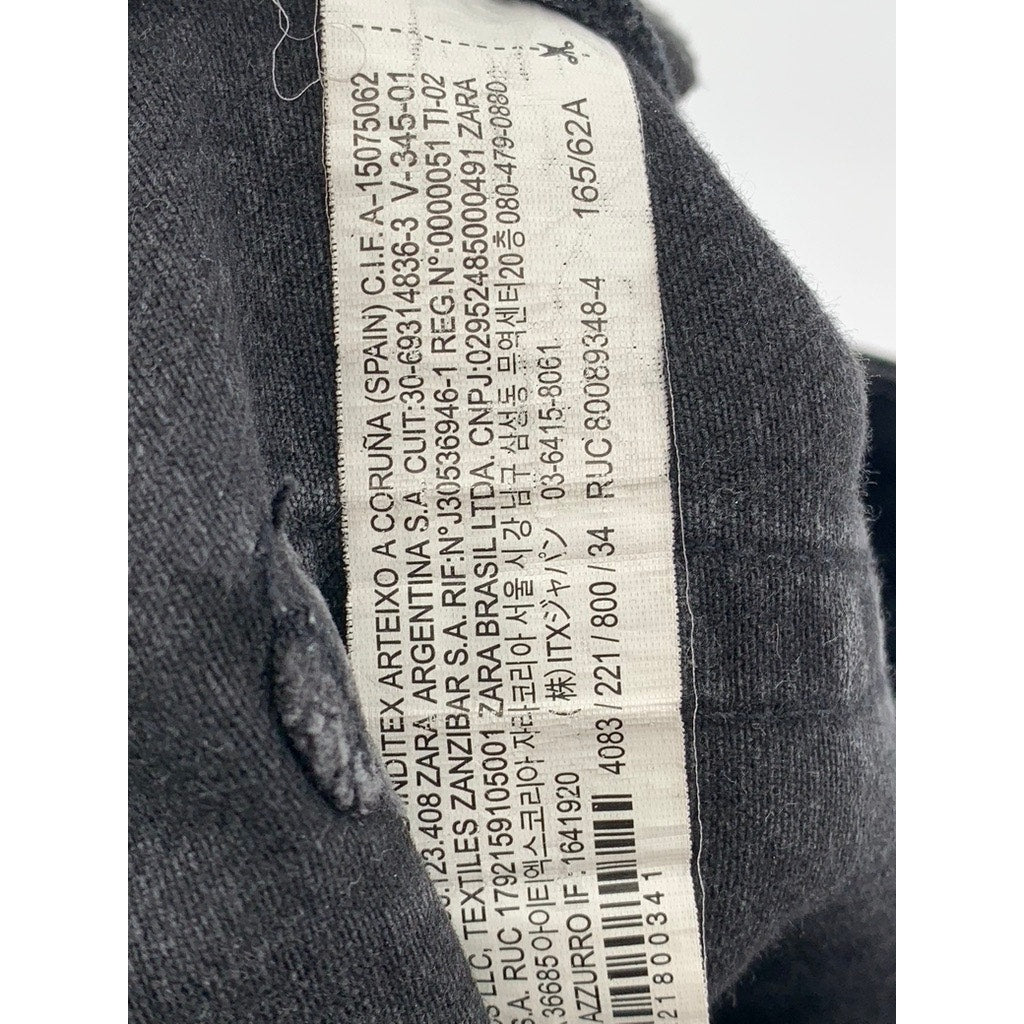 INDITEX ARTEIXO A CORUÑA (SPAIN) C.I.F. A-15075062
.123.408 ZARA ARGENTINA S.A. CUIT:30-69314836-3 V-345-01
LLC, TEXTILES ZANZIBAR S.A. RIF:N°J30536946-1 REG.N°:0000051 TI-02
S.A. RUC 1792159105001 ZARA BRASIL LTDA. CNPJ:02952485000491 ZARA
36685 아이티엑스코리아 자라코리아 서울 시 강 남구 삼성동 무역센터20층 080-479-0880
AZZURRO IF : 1641920 (株)ITXジャパン 03-6415-8061
4083 / 221 / 800 / 34 RUC 80089348-4 165/62A
21800341